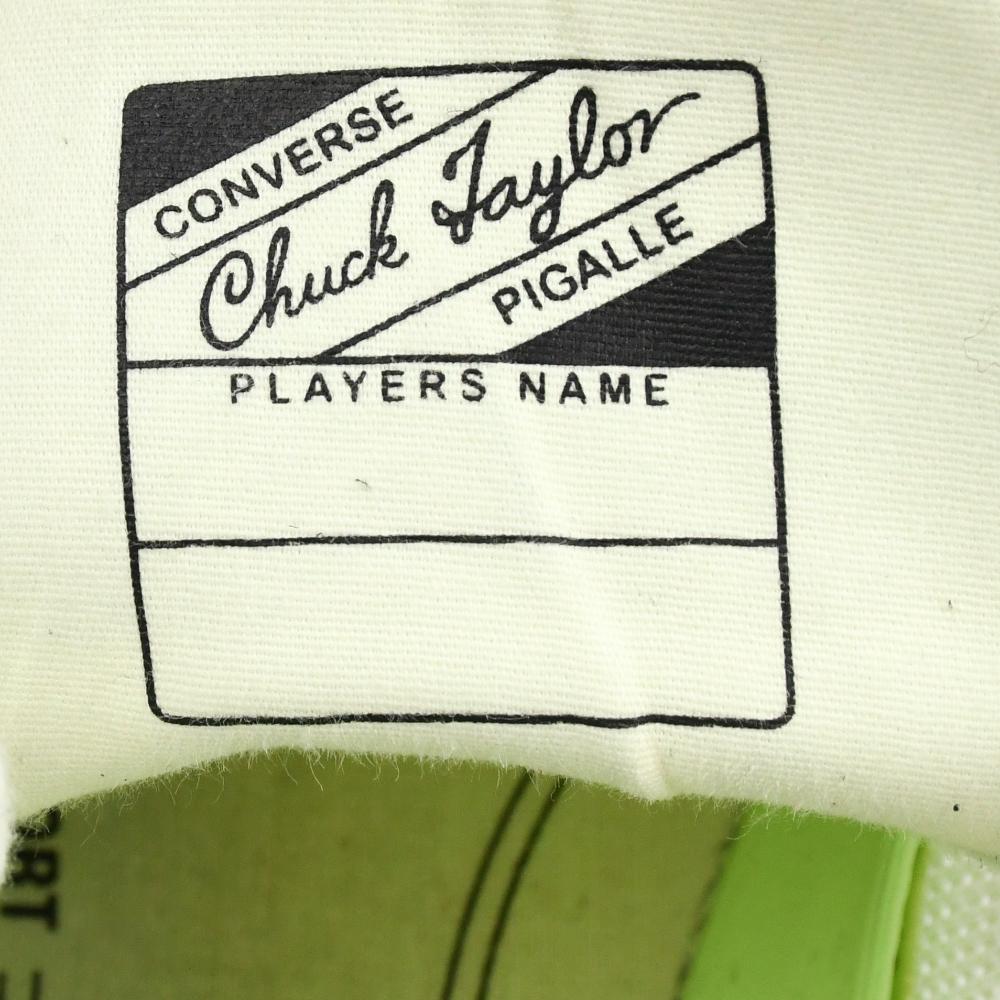 CONVERSE
Chuck Taylor
PIGALLE
PLAYERS NAME